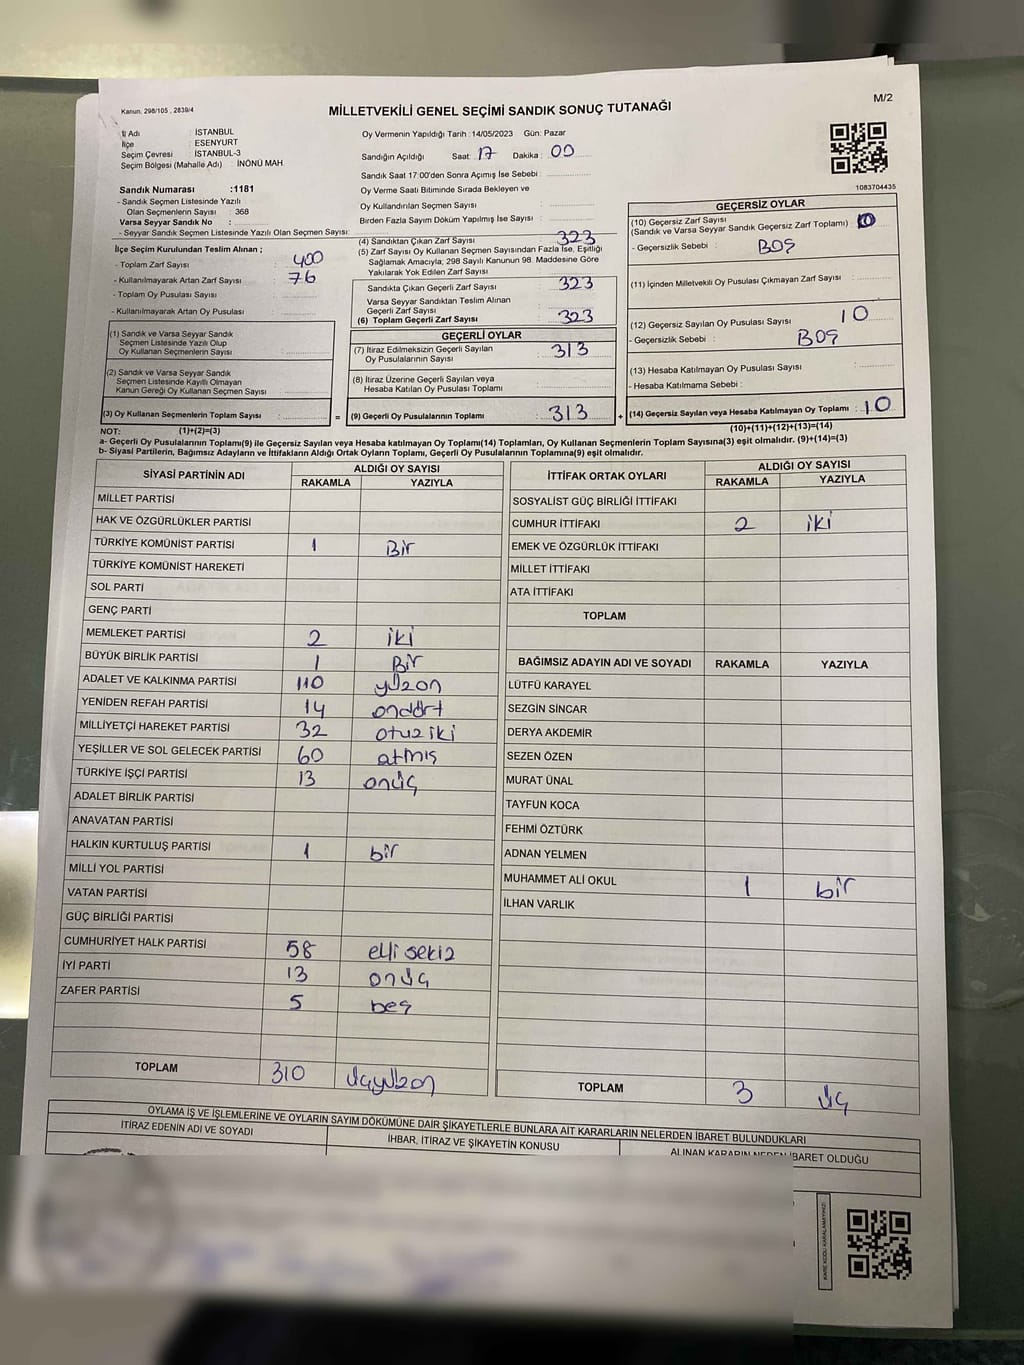 Kanun, 298/105 , 2839/4
MİLLETVEKİLİ GENEL SEÇİMİ SANDIK SONUÇ TUTANAĞI
M/2
İl Adı : İSTANBUL
İlçe : ESENYURT
Seçim Çevresi : İSTANBUL-3
Seçim Bölgesi (Mahalle Adı) : İNÖNÜ MAH
Sandık Numarası :1181
- Sandık Seçmen Listesinde Yazılı
Olan Seçmenlerin Sayısı : 368
Varsa Seyyar Sandık No :
- Seyyar Sandık Seçmen Listesinde Yazılı Olan Seçmen Sayısı:
İlçe Seçim Kurulundan Teslim Alınan ;
- Toplam Zarf Sayısı : 400
- Kullanılmayarak Artan Zarf Sayısı : 76
- Toplam Oy Pusulası Sayısı :
- Kullanılmayarak Artan Oy Pusulası :
(1) Sandık ve Varsa Seyyar Sandık
Seçmen Listesinde Yazılı Olup
Oy Kullanan Seçmenlerin Sayısı :
(2) Sandık ve Varsa Seyyar Sandık
Seçmen Listesinde Kayıtlı Olmayan
Kanun Gereği Oy Kullanan Seçmen Sayısı :
(3) Oy Kullanan Seçmenlerin Toplam Sayısı :
Oy Vermenin Yapıldığı Tarih :14/05/2023 Gün: Pazar
Sandığın Açıldığı Saat: 17 Dakika : 00
Sandık Saat 17:00'den Sonra Açımış İse Sebebi :
Oy Verme Saati Bitiminde Sırada Bekleyen ve
Oy Kullandırılan Seçmen Sayısı :
Birden Fazla Sayım Döküm Yapılmış İse Sayısı :
(4) Sandıktan Çıkan Zarf Sayısı : 323
(5) Zarf Sayısı Oy Kullanan Seçmen Sayısından Fazla İse, Eşitliği
Sağlamak Amacıyla; 298 Sayılı Kanunun 98. Maddesine Göre
Yakılarak Yok Edilen Zarf Sayısı :
Sandıkta Çıkan Geçerli Zarf Sayısı : 323
Varsa Seyyar Sandıktan Teslim Alınan
Geçerli Zarf Sayısı :
(6) Toplam Geçerli Zarf Sayısı : 323
GEÇERLİ OYLAR
(7) İtiraz Edilmeksizin Geçerli Sayılan
Oy Pusulalarının Sayısı : 313
(8) İtiraz Üzerine Geçerli Sayılan veya
Hesaba Katılan Oy Pusulası Toplamı :
= (9) Geçerli Oy Pusulalarının Toplamı : 313
1083704435
GEÇERSİZ OYLAR
(10) Geçersiz Zarf Sayısı
(Sandık ve Varsa Seyyar Sandık Geçersiz Zarf Toplamı) :
- Geçersizlik Sebebi : BOŞ
(11) İçinden Milletvekili Oy Pusulası Çıkmayan Zarf Sayısı :
(12) Geçersiz Sayılan Oy Pusulası Sayısı : 10
- Geçersizlik Sebebi : BOŞ
(13) Hesaba Katılmayan Oy Pusulası Sayısı :
- Hesaba Katılmama Sebebi :
+ (14) Geçersiz Sayılan veya Hesaba Katılmayan Oy Toplamı : 10
NOT: (1)+(2)=(3)
(10)+(11)+(12)+(13)=(14)
a- Geçerli Oy Pusulalarının Toplamı(9) ile Geçersiz Sayılan veya Hesaba katılmayan Oy Toplamı(14) Toplamları, Oy Kullanan Seçmenlerin Toplam Sayısına(3) eşit olmalıdır. (9)+(14)=(3)
b- Siyasi Partilerin, Bağımsız Adayların ve İttifakların Aldığı Ortak Oyların Toplamı, Geçerli Oy Pusulalarının Toplamına(9) eşit olmalıdır.
SİYASİ PARTİNİN ADI ALDIĞI OY SAYISI
RAKAMLA YAZIYLA
MİLLET PARTİSİ
HAK VE ÖZGÜRLÜKLER PARTİSİ
TÜRKİYE KOMÜNİST PARTİSİ 1 Bir
TÜRKİYE KOMÜNİST HAREKETİ
SOL PARTİ
GENÇ PARTİ
MEMLEKET PARTİSİ 2 iki
BÜYÜK BİRLİK PARTİSİ 1 Bir
ADALET VE KALKINMA PARTİSİ 110 yüzon
YENİDEN REFAH PARTİSİ 14 ondört
MİLLİYETÇİ HAREKET PARTİSİ 32 otuz iki
YEŞİLLER VE SOL GELECEK PARTİSİ 60 atmış
TÜRKİYE İŞÇİ PARTİSİ 13 onüç
ADALET BİRLİK PARTİSİ
ANAVATAN PARTİSİ
HALKIN KURTULUŞ PARTİSİ 1 bir
MİLLİ YOL PARTİSİ
VATAN PARTİSİ
GÜÇ BİRLİĞİ PARTİSİ
CUMHURİYET HALK PARTİSİ 58 elli sekiz
İYİ PARTİ 13 onüç
ZAFER PARTİSİ 5 beş
TOPLAM 310 üçyüzon
İTTİFAK ORTAK OYLARI ALDIĞI OY SAYISI
RAKAMLA YAZIYLA
SOSYALİST GÜÇ BİRLİĞİ İTTİFAKI
CUMHUR İTTİFAKI 2 iki
EMEK VE ÖZGÜRLÜK İTTİFAKI
MİLLET İTTİFAKI
ATA İTTİFAKI
TOPLAM
BAĞIMSIZ ADAYIN ADI VE SOYADI RAKAMLA YAZIYLA
LÜTFÜ KARAYEL
SEZGİN SİNCAR
DERYA AKDEMİR
SEZEN ÖZEN
MURAT ÜNAL
TAYFUN KOCA
FEHMİ ÖZTÜRK
ADNAN YELMEN
MUHAMMET ALİ OKUL 1 bir
İLHAN VARLIK
TOPLAM 3 üç
OYLAMA İŞ VE İŞLEMLERİNE VE OYLARIN SAYIM DÖKÜMÜNE DAİR ŞİKAYETLERLE BUNLARA AİT KARARLARIN NELERDEN İBARET BULUNDUKLARI
İTİRAZ EDENİN ADI VE SOYADI İHBAR, İTİRAZ VE ŞİKAYETİN KONUSU ALINAN KARARIN NEDEN İBARET OLDUĞU
KARE KODU KARALAMAYINIZ!